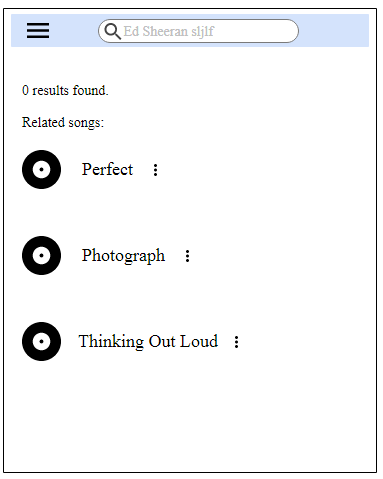 Ed Sheeran sljlf
0 results found.
Related songs:
Perfect
Photograph
Thinking Out Loud